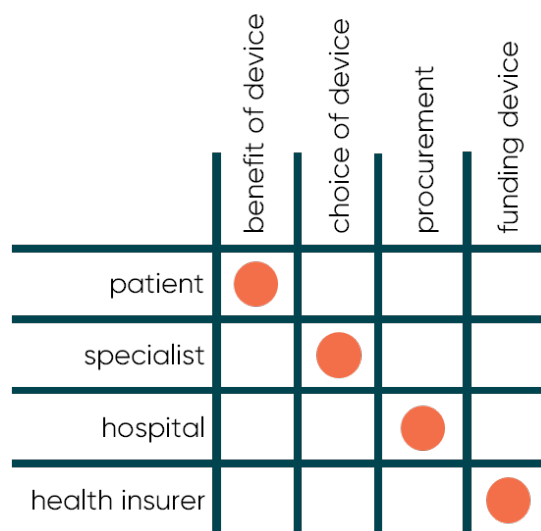 benefit of device
choice of device
procurement
funding device
patient
specialist
hospital
health insurer